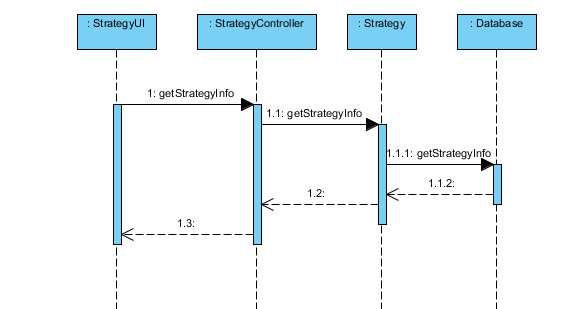 : StrategyUI
: StrategyController
: Strategy
: Database
1: getStrategyInfo
1.1: getStrategyInfo
1.1.1: getStrategyInfo
1.1.2:
1.2:
1.3: